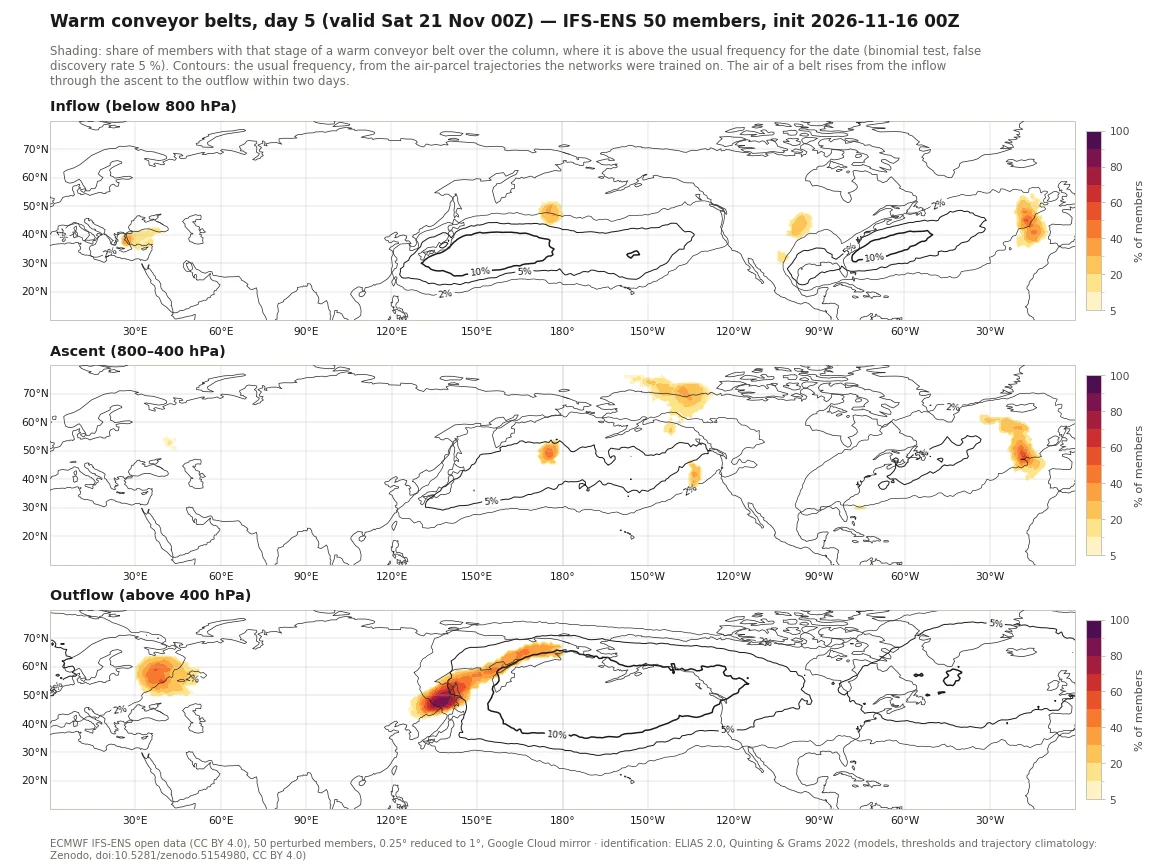 Warm conveyor belts, day 5 (valid Sat 21 Nov 00Z) — IFS-ENS 50 members, init 2026-11-16 00Z
Shading: share of members with that stage of a warm conveyor belt over the column, where it is above the usual frequency for the date (binomial test, false
discovery rate 5 %). Contours: the usual frequency, from the air-parcel trajectories the networks were trained on. The air of a belt rises from the inflow
through the ascent to the outflow within two days.
Inflow (below 800 hPa)
70°N
60°N
50°N
40°N
30°N
20°N
30°E 60°E 90°E 120°E 150°E 180° 150°W 120°W 90°W 60°W 30°W
2% 10% 5% 2% 2% 10%
100
80
60
40
20
5
% of members
Ascent (800–400 hPa)
70°N
60°N
50°N
40°N
30°N
20°N
30°E 60°E 90°E 120°E 150°E 180° 150°W 120°W 90°W 60°W 30°W
5% 2% 2%
100
80
60
40
20
5
% of members
Outflow (above 400 hPa)
70°N
60°N
50°N
40°N
30°N
20°N
30°E 60°E 90°E 120°E 150°E 180° 150°W 120°W 90°W 60°W 30°W
2% 2% 10% 5% 5%
100
80
60
40
20
5
% of members
ECMWF IFS-ENS open data (CC BY 4.0), 50 perturbed members, 0.25° reduced to 1°, Google Cloud mirror · identification: ELIAS 2.0, Quinting & Grams 2022 (models, thresholds and trajectory climatology:
Zenodo, doi:10.5281/zenodo.5154980, CC BY 4.0)